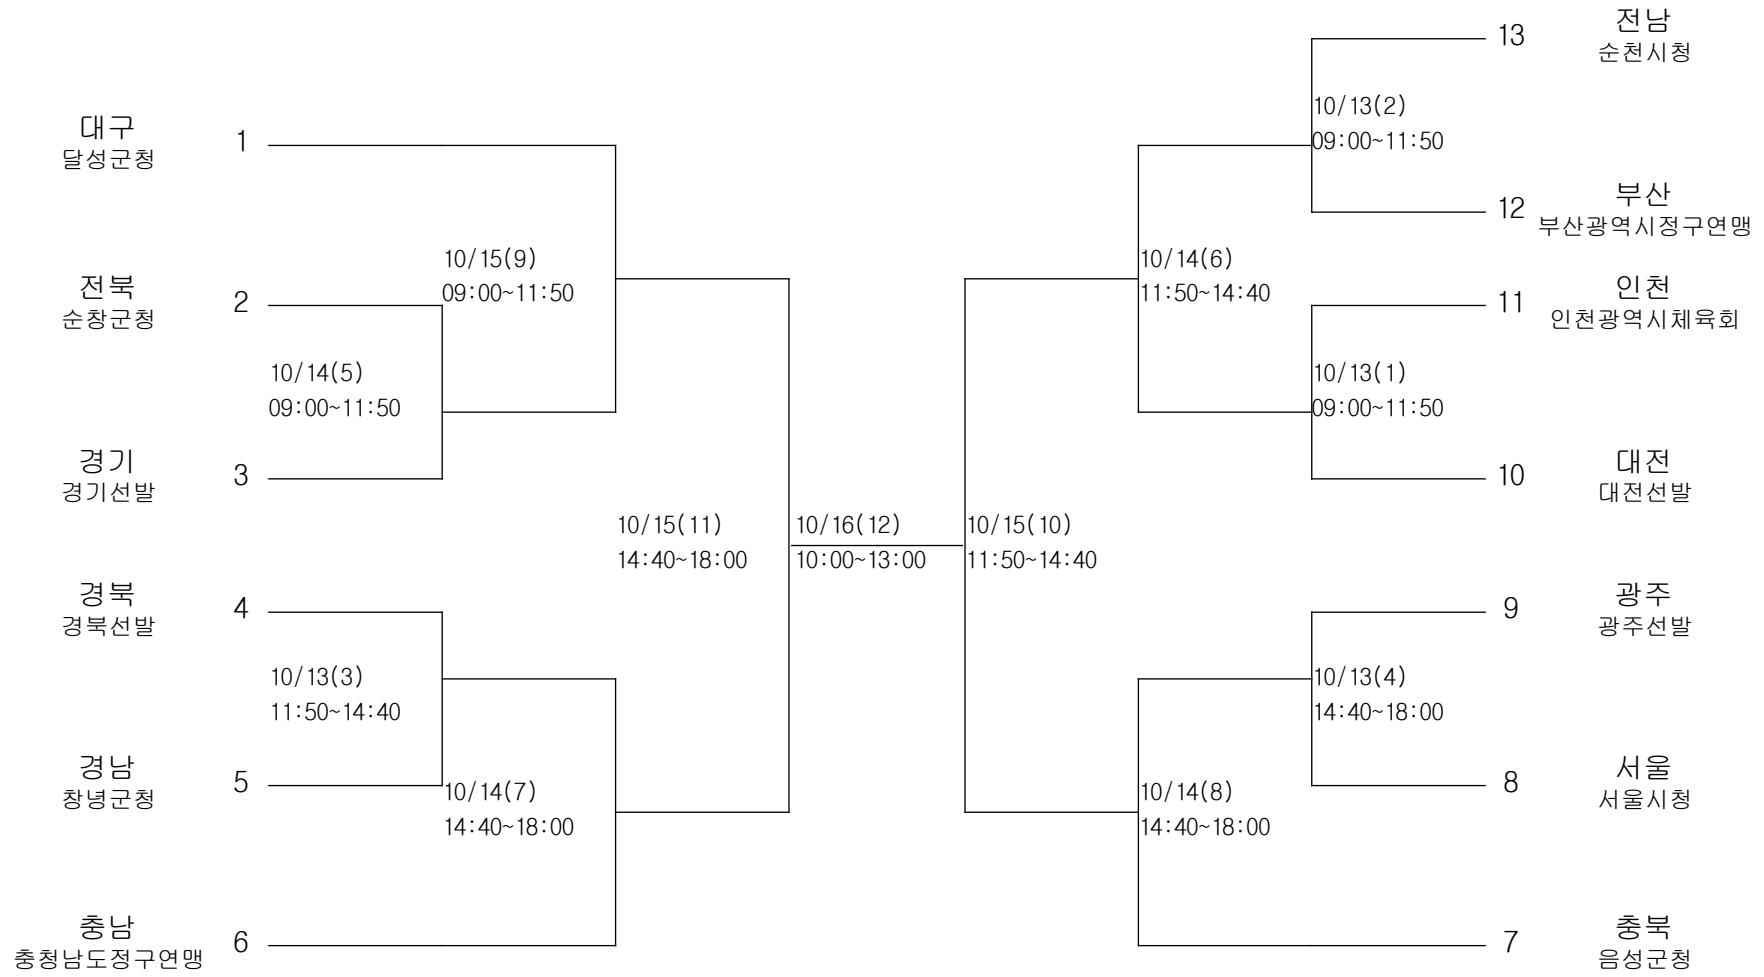 대구
달성군청
1
전북
순창군청
2
10/15(9)
09:00~11:50
10/14(5)
09:00~11:50
경기
경기선발
3
10/15(11)
14:40~18:00
경북
경북선발
4
10/13(3)
11:50~14:40
경남
창녕군청
5
10/14(7)
14:40~18:00
충남
충청남도정구연맹
6
10/16(12)
10:00~13:00
13
전남
순천시청
10/13(2)
09:00~11:50
12
부산
부산광역시정구연맹
10/14(6)
11:50~14:40
11
인천
인천광역시체육회
10/13(1)
09:00~11:50
10
대전
대전선발
10/15(10)
11:50~14:40
9
광주
광주선발
10/13(4)
14:40~18:00
8
서울
서울시청
10/14(8)
14:40~18:00
7
충북
음성군청